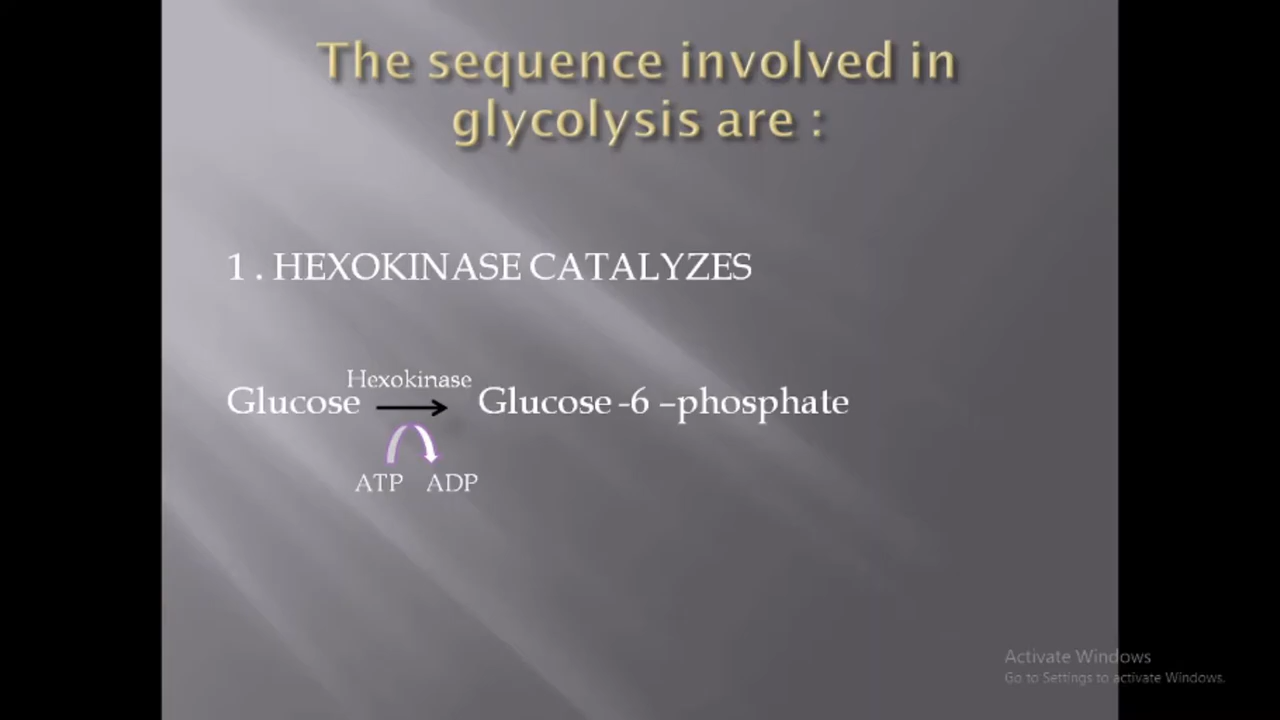 The sequence involved in
glycolysis are :
1 . HEXOKINASE CATALYZES
Hexokinase
Glucose Glucose -6 –phosphate
ATP ADP
Activate Windows
Go to Settings to activate Windows.